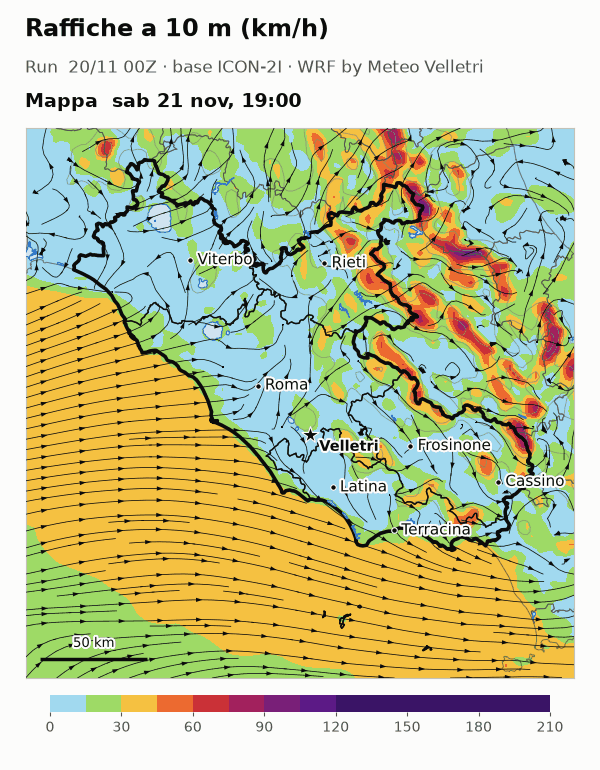 Raffiche a 10 m (km/h)
Run  20/11 00Z · base ICON-2I · WRF by Meteo Velletri
Mappa  sab 21 nov, 19:00
Viterbo
Rieti
Roma
Velletri
Frosinone
Cassino
Latina
Terracina
50 km
0 30 60 90 120 150 180 210